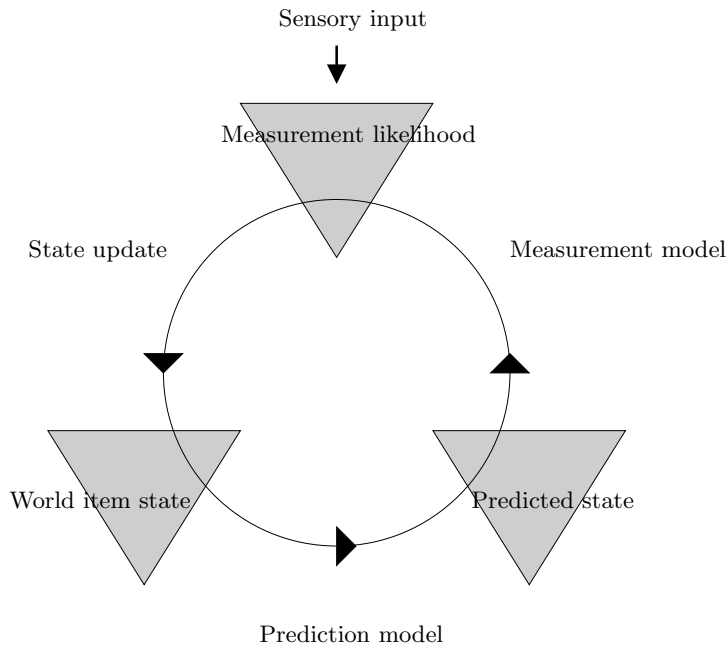 Sensory input
Measurement likelihood
State update
Measurement model
World item state
Predicted state
Prediction model